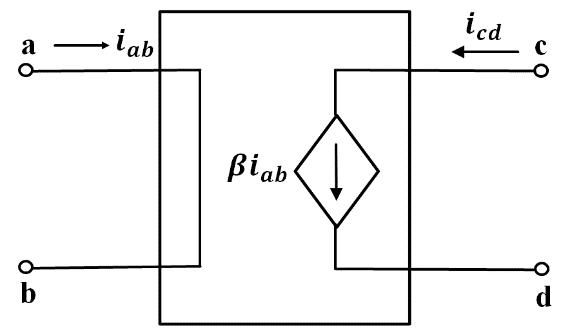 a i_ab i_cd c
βi_ab
b d